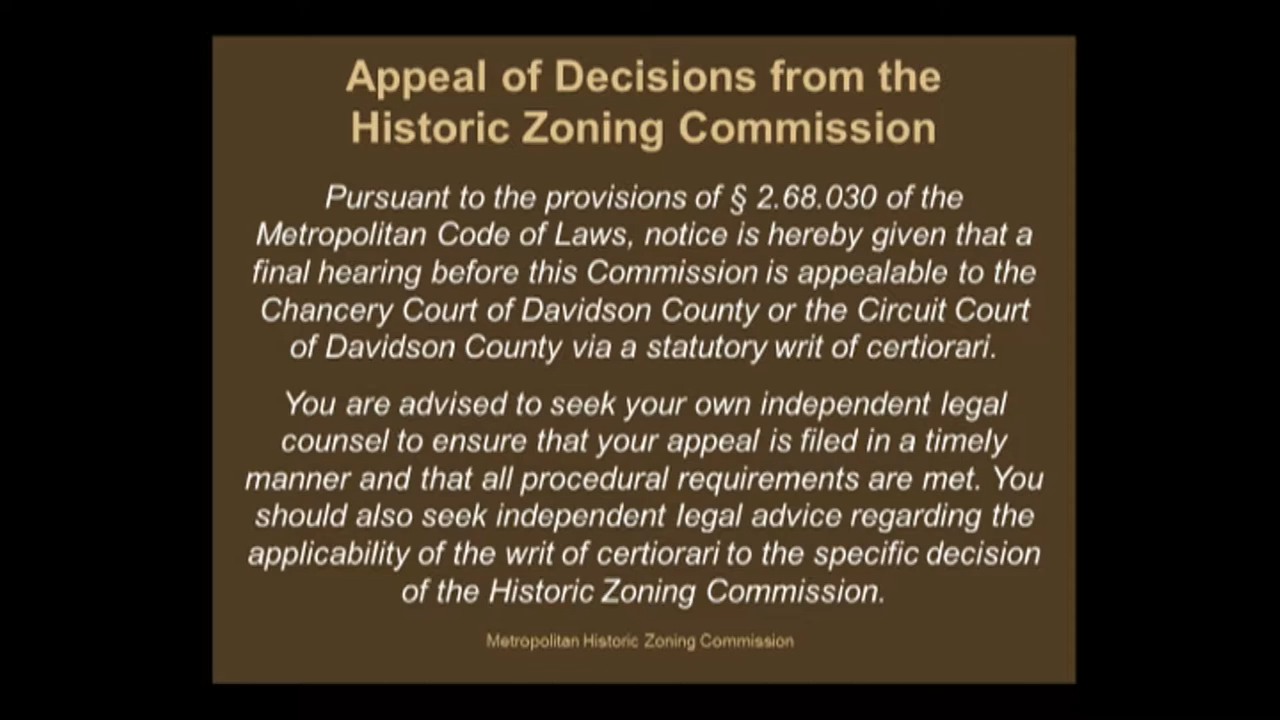 Appeal of Decisions from the
Historic Zoning Commission
Pursuant to the provisions of § 2.68.030 of the
Metropolitan Code of Laws, notice is hereby given that a
final hearing before this Commission is appealable to the
Chancery Court of Davidson County or the Circuit Court
of Davidson County via a statutory writ of certiorari.
You are advised to seek your own independent legal
counsel to ensure that your appeal is filed in a timely
manner and that all procedural requirements are met. You
should also seek independent legal advice regarding the
applicability of the writ of certiorari to the specific decision
of the Historic Zoning Commission.
Metropolitan Historic Zoning Commission